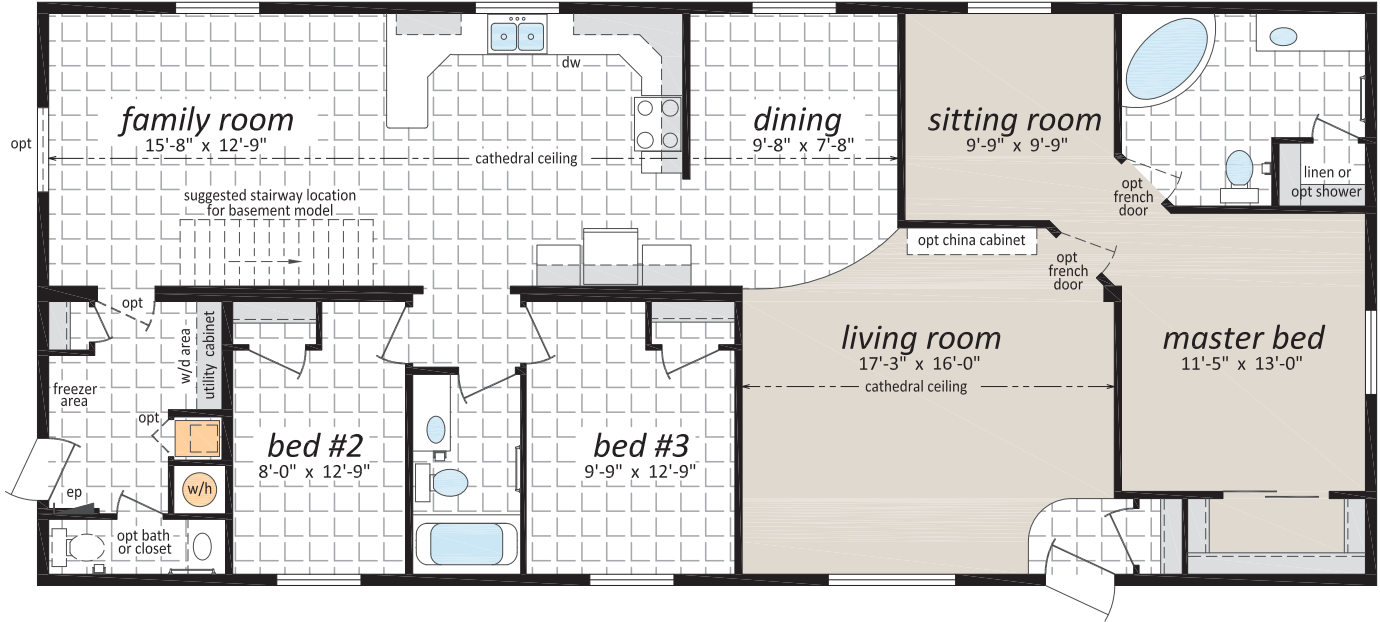 family room
15'-8" x 12'-9"
opt
cathedral ceiling
dw
suggested stairway location
for basement model
dining
9'-8" x 7'-8"
sitting room
9'-9" x 9'-9"
opt
french
door
linen or
opt shower
opt china cabinet
opt
french
door
opt
w/d area
utility cabinet
freezer
area
opt
ep
w/h
opt bath
or closet
bed #2
8'-0" x 12'-9"
bed #3
9'-9" x 12'-9"
living room
17'-3" x 16'-0"
cathedral ceiling
master bed
11'-5" x 13'-0"